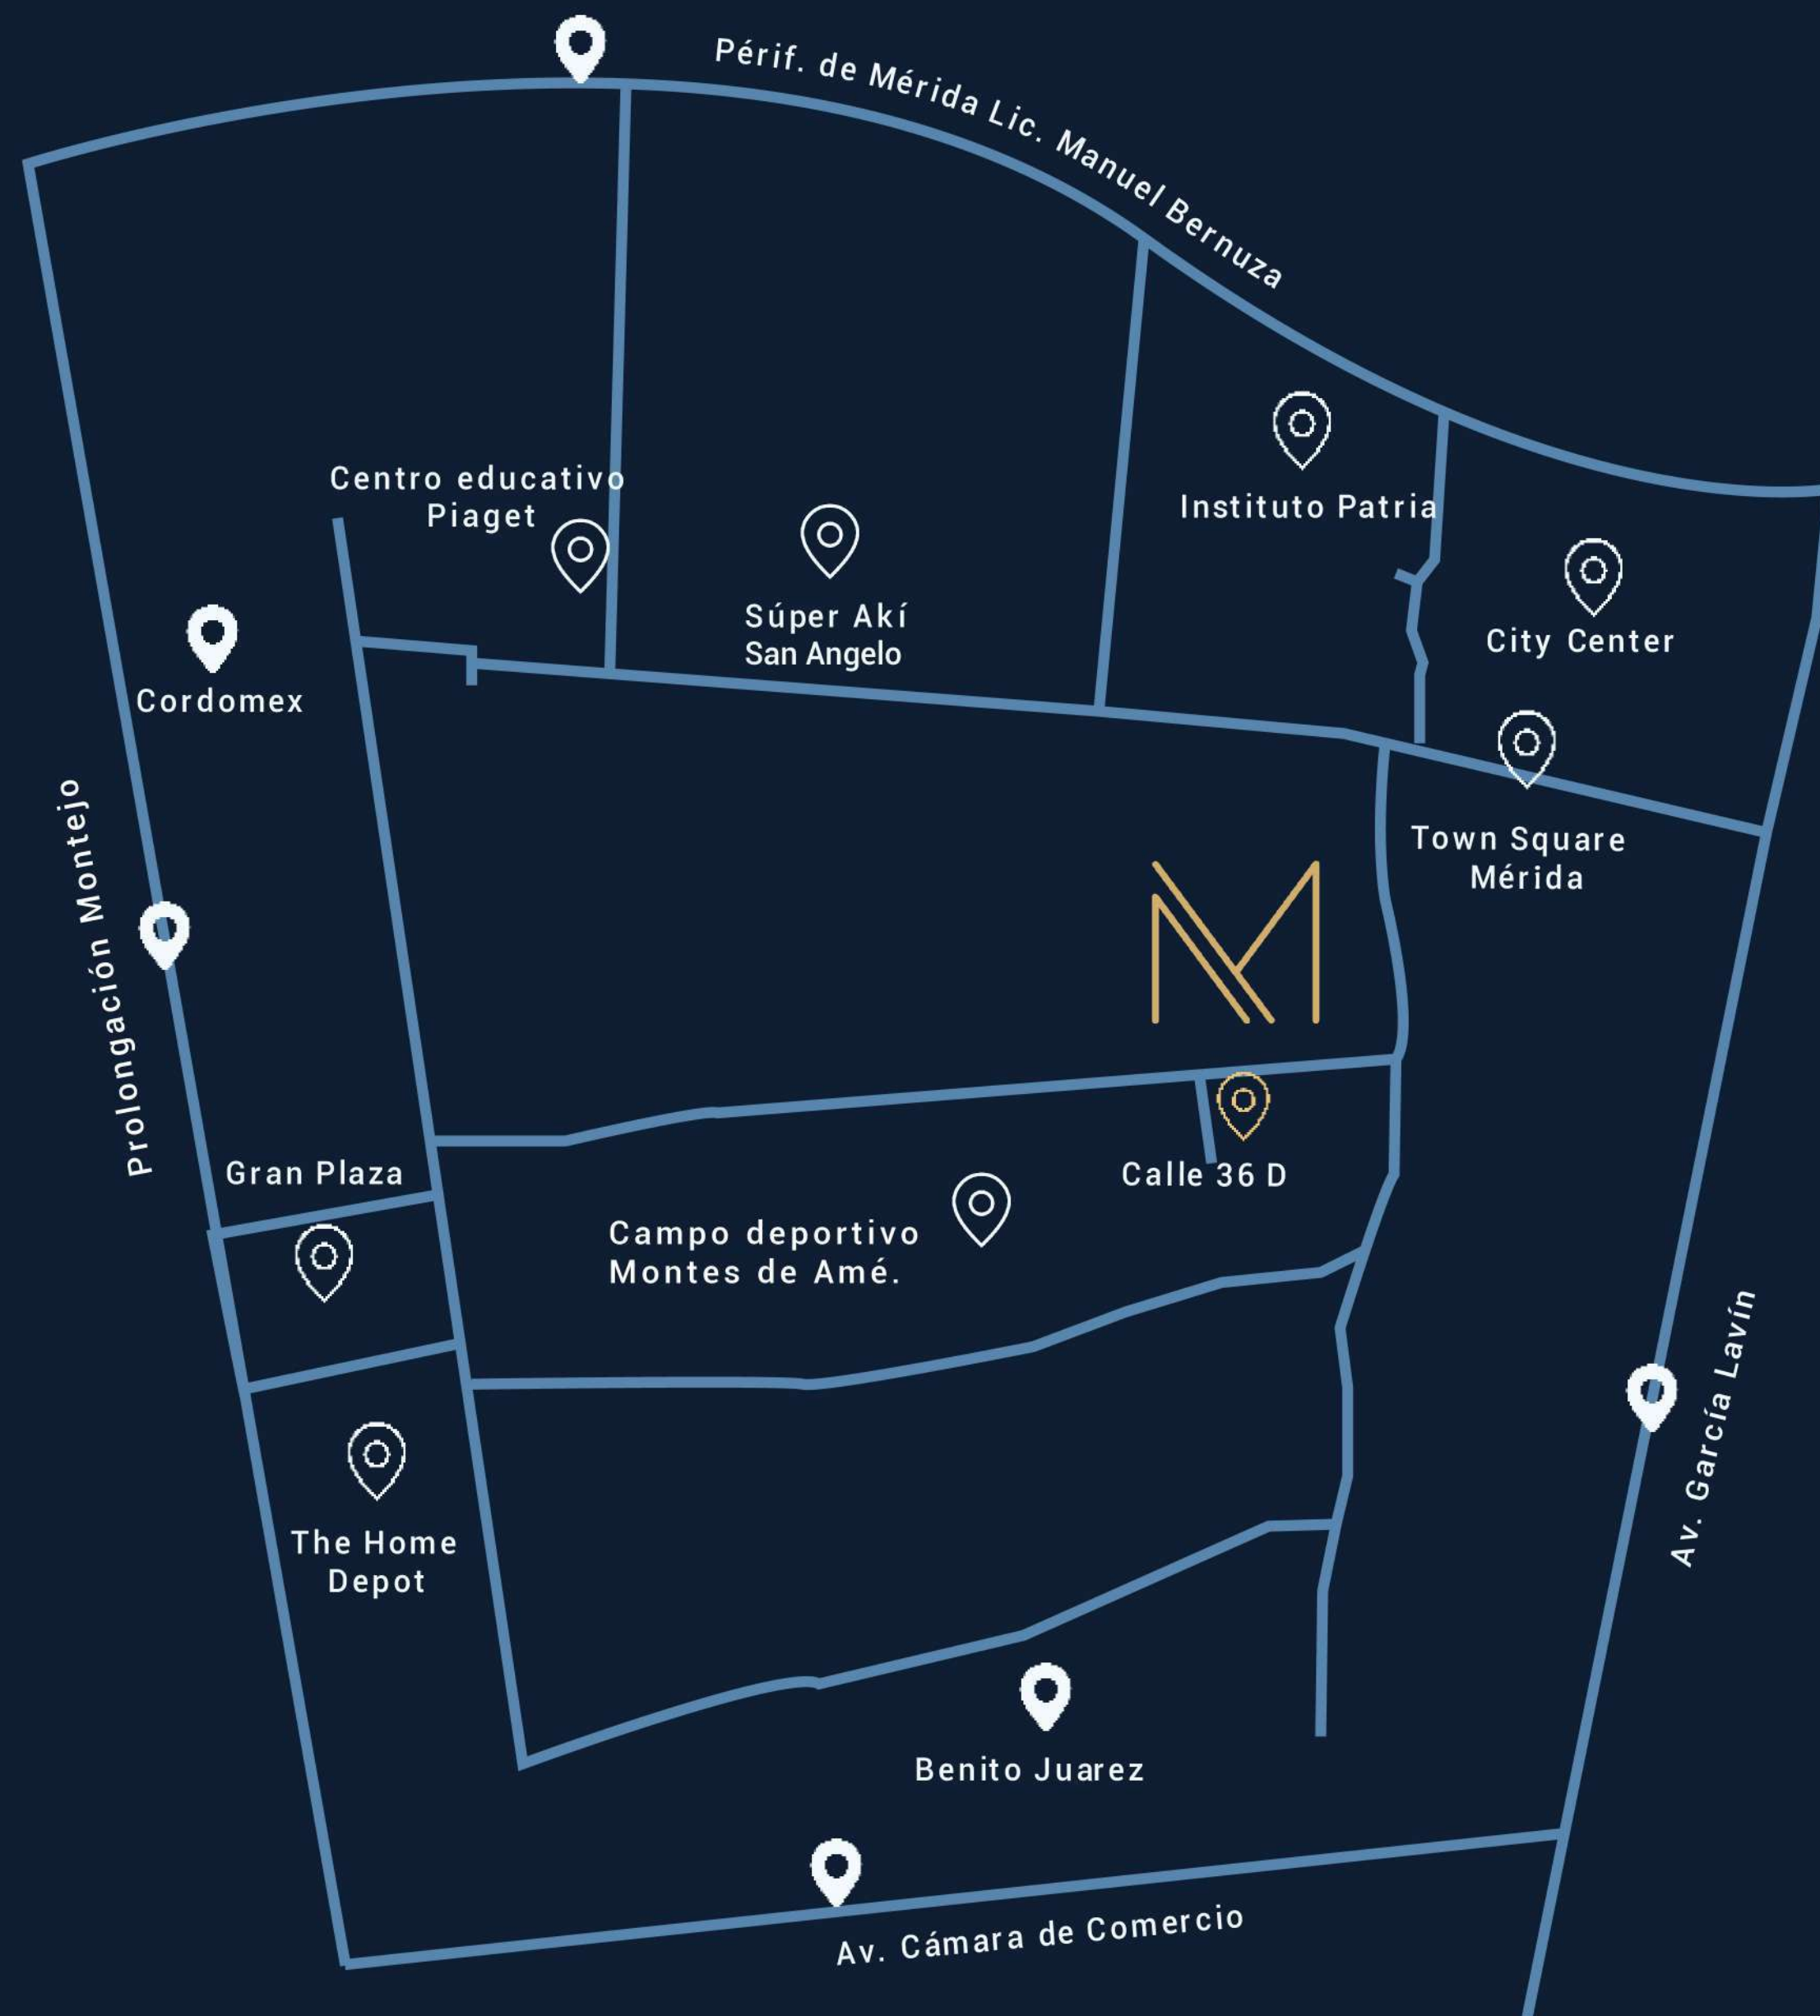 Périf. de Mérida Lic. Manuel Bernuza
Centro educativo
Piaget
Instituto Patria
Súper Akí
San Angelo
City Center
Cordomex
Town Square
Mérida
Prolongación Montejo
Gran Plaza
Calle 36 D
Campo deportivo
Montes de Amé.
Av. García Lavín
The Home
Depot
Benito Juarez
Av. Cámara de Comercio